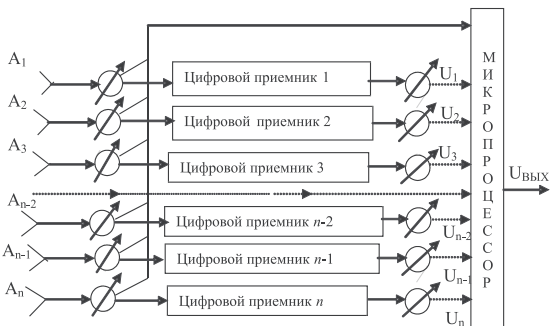 A1
Цифровой приемник 1
U1
A2
Цифровой приемник 2
U2
A3
Цифровой приемник 3
U3
МИКРОПРОЦЕССОР
UВЫХ
An-2
Цифровой приемник n-2
Un-2
An-1
Цифровой приемник n-1
Un-1
An
Цифровой приемник n
Un